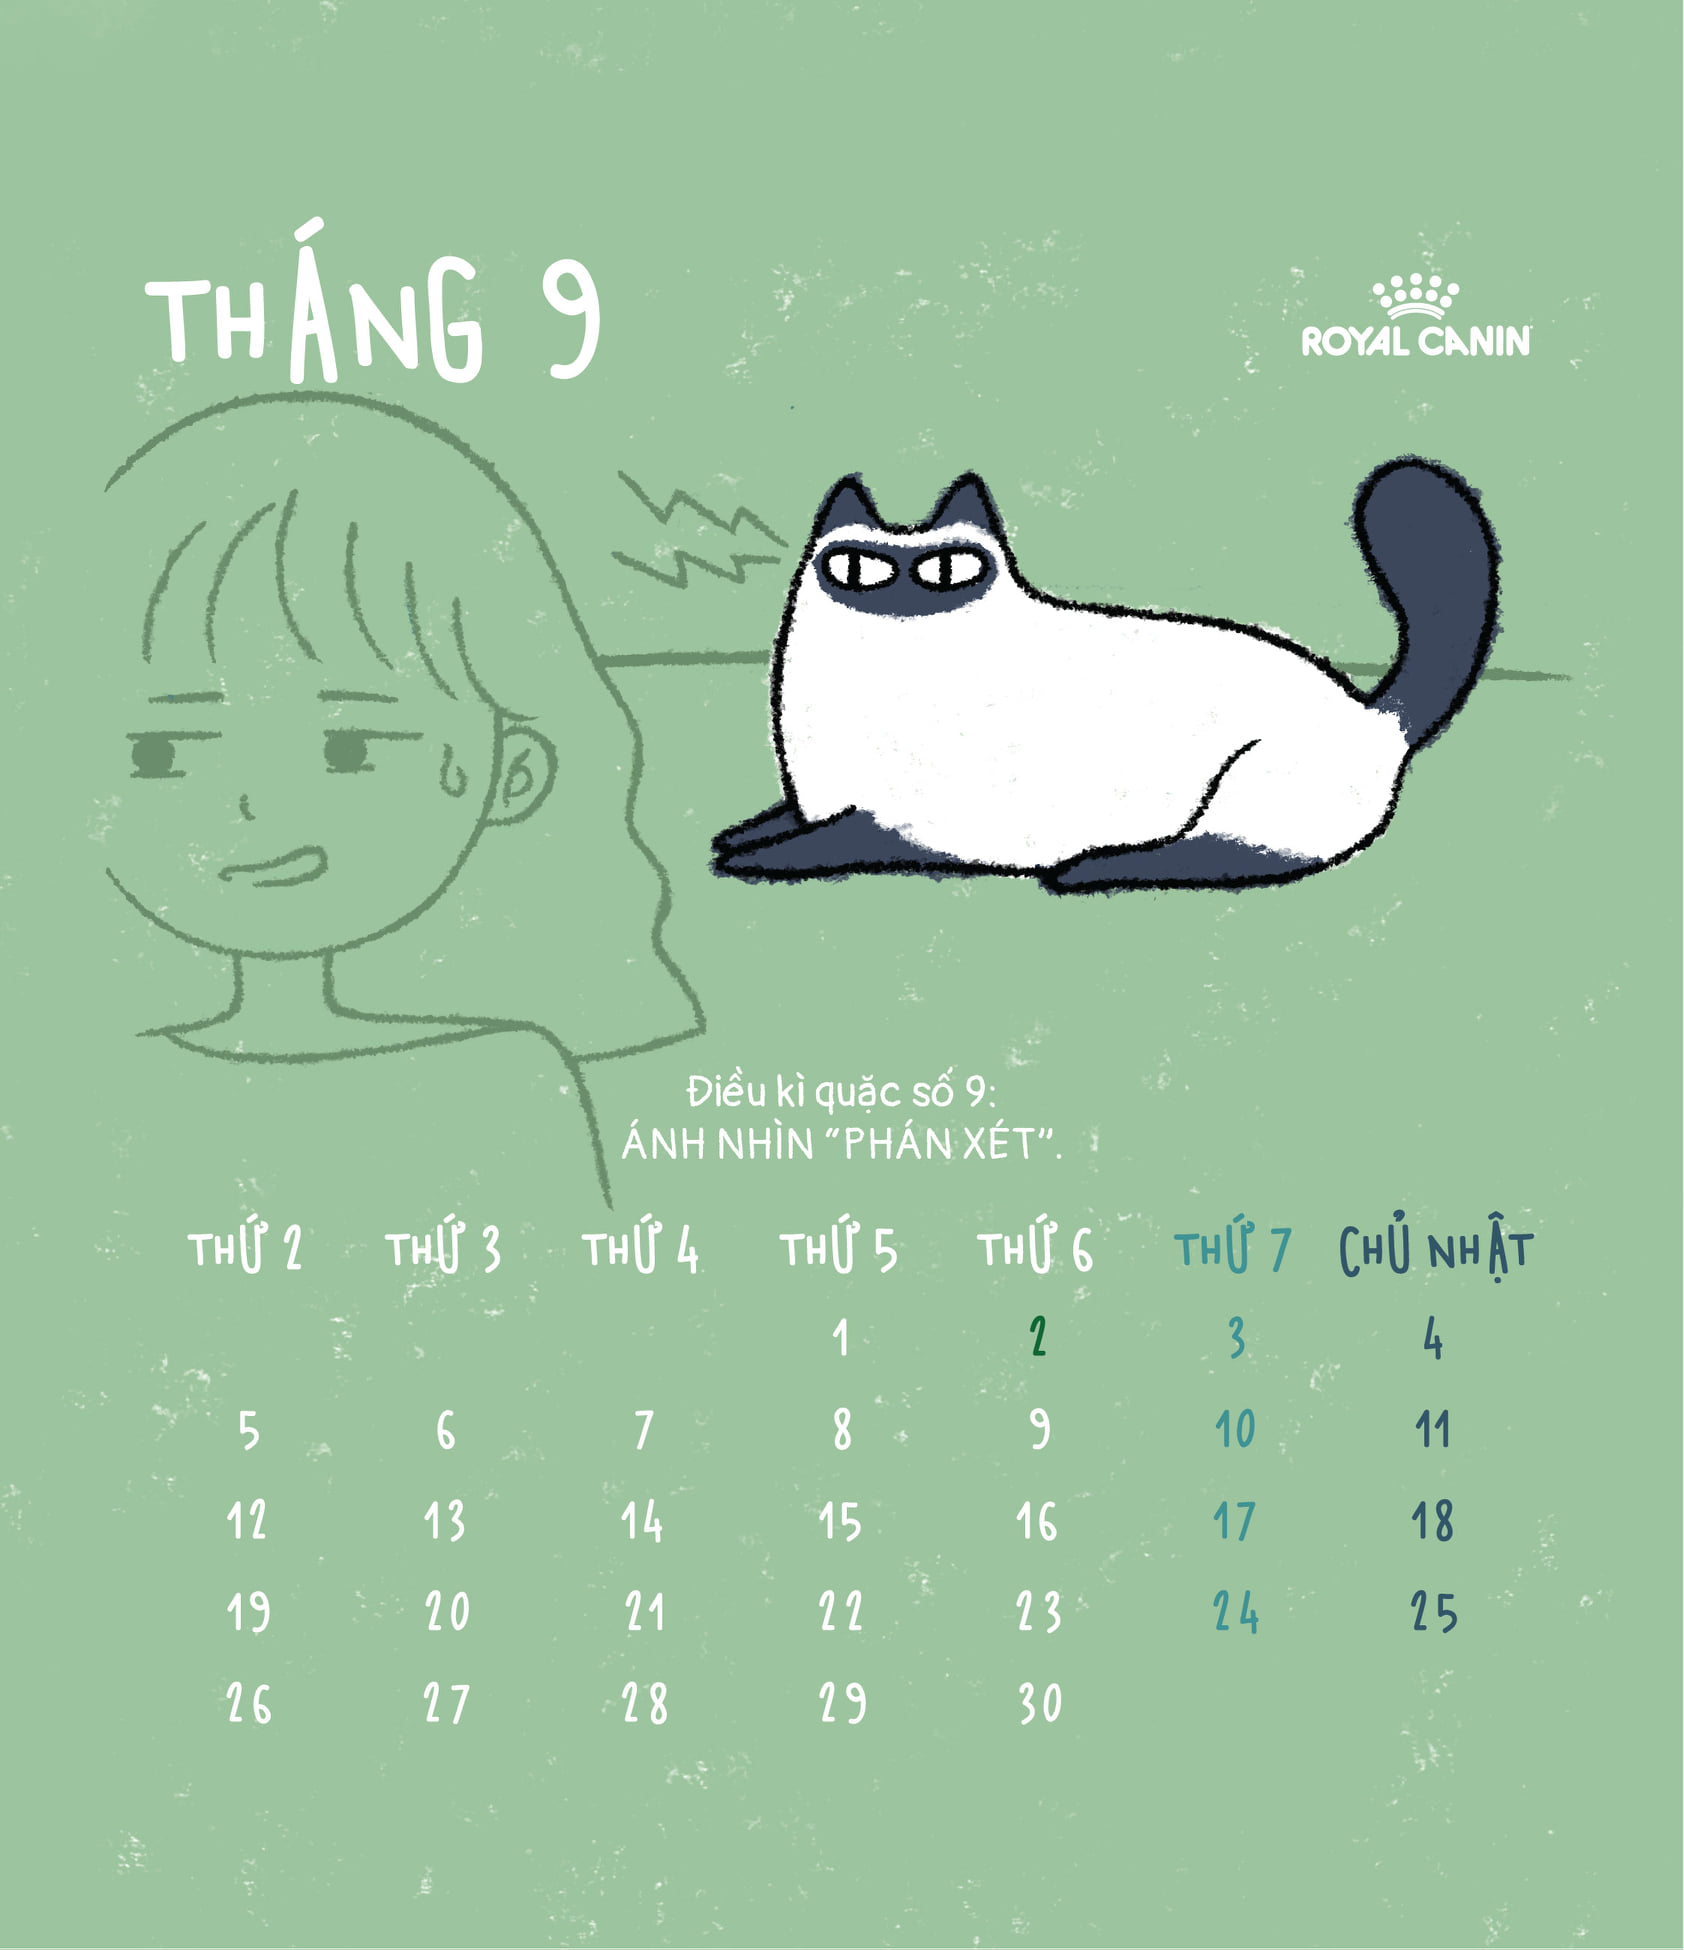 THÁNG 9
ROYAL CANIN
Điều kì quặc số 9:
ÁNH NHÌN “PHÁN XÉT”.
THỨ 2 THỨ 3 THỨ 4 THỨ 5 THỨ 6 THỨ 7 CHỦ NHẬT
1 2 3 4
5 6 7 8 9 10 11
12 13 14 15 16 17 18
19 20 21 22 23 24 25
26 27 28 29 30